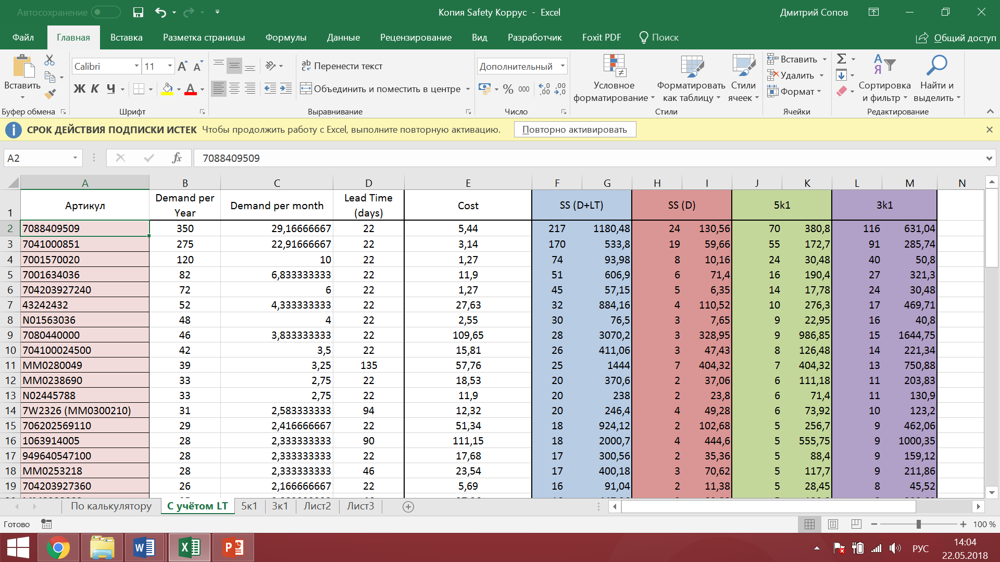 Автосохранение
Копия Safety Коррус - Excel
Дмитрий Сопов
Файл Главная Вставка Разметка страницы Формулы Данные Рецензирование Вид Разработчик Foxit PDF Поиск Общий доступ
Calibri 11 Перенести текст Дополнительный Вставить Σ
Вставить Ж К Ч А Объединить и поместить в центре % 000 Условное форматирование Форматировать как таблицу Стили ячеек Удалить Формат Сортировка и фильтр Найти и выделить
Буфер обмена Шрифт Выравнивание Число Стили Ячейки Редактирование
СРОК ДЕЙСТВИЯ ПОДПИСКИ ИСТЕК Чтобы продолжить работу с Excel, выполните повторную активацию. Повторно активировать
A2 fx 7088409509
A B C D E F G H I J K L M N
1 Артикул Demand per Year Demand per month Lead Time (days) Cost SS (D+LT) SS (D) 5k1 3k1
2 7088409509 350 29,16666667 22 5,44 217 1180,48 24 130,56 70 380,8 116 631,04
3 7041000851 275 22,91666667 22 3,14 170 533,8 19 59,66 55 172,7 91 285,74
4 7001570020 120 10 22 1,27 74 93,98 8 10,16 24 30,48 40 50,8
5 7001634036 82 6,833333333 22 11,9 51 606,9 6 71,4 16 190,4 27 321,3
6 704203927240 72 6 22 1,27 45 57,15 5 6,35 14 17,78 24 30,48
7 43242432 52 4,333333333 22 27,63 32 884,16 4 110,52 10 276,3 17 469,71
8 N01563036 48 4 22 2,55 30 76,5 3 7,65 9 22,95 16 40,8
9 7080440000 46 3,833333333 22 109,65 28 3070,2 3 328,95 9 986,85 15 1644,75
10 704100024500 42 3,5 22 15,81 26 411,06 3 47,43 8 126,48 14 221,34
11 MM0280049 39 3,25 135 57,76 25 1444 7 404,32 7 404,32 13 750,88
12 MM0238690 33 2,75 22 18,53 20 370,6 2 37,06 6 111,18 11 203,83
13 N02445788 33 2,75 22 11,9 20 238 2 23,8 6 71,4 11 130,9
14 7W2326 (MM0300210) 31 2,583333333 94 12,32 20 246,4 4 49,28 6 73,92 10 123,2
15 706202569110 29 2,416666667 22 51,34 18 924,12 2 102,68 5 256,7 9 462,06
16 1063914005 28 2,333333333 90 111,15 18 2000,7 4 444,6 5 555,75 9 1000,35
17 949640547100 28 2,333333333 22 17,68 17 300,56 2 35,36 5 88,4 9 159,12
18 MM0253218 28 2,333333333 46 23,54 17 400,18 3 70,62 5 117,7 9 211,86
19 704203927360 26 2,166666667 22 5,69 16 91,04 2 11,38 5 28,45 8 45,52
По калькулятору С учётом LT 5к1 3к1 Лист2 Лист3
Готово 100 %
РУС 14:04
22.05.2018